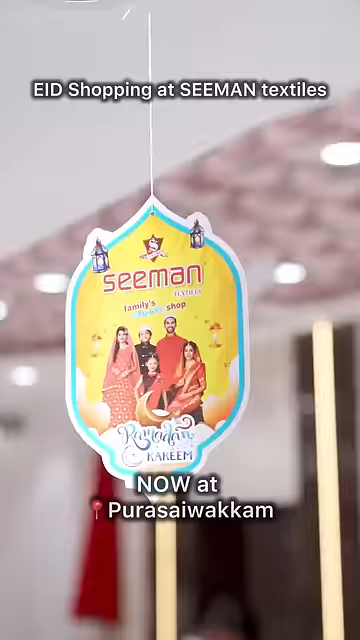 EID Shopping at SEEMAN textiles
S
seeman
TEXTILES
family's
shop
Ramadan
KAREEM
NOW at
Purasaiwakkam